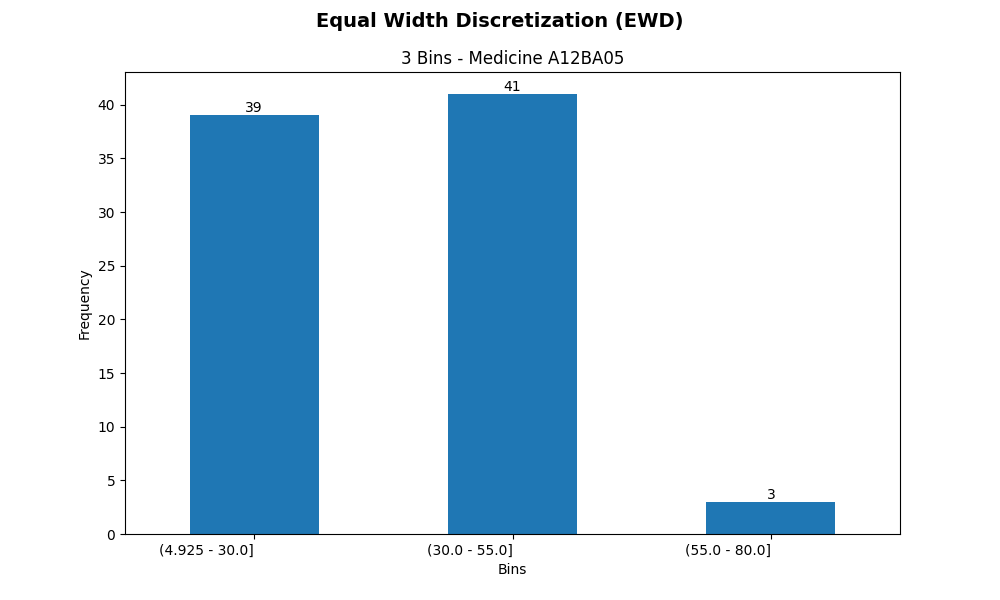 Equal Width Discretization (EWD)
3 Bins - Medicine A12BA05
39
41
3
40
35
30
25
20
15
10
5
0
Frequency
(4.925 - 30.0]
(30.0 - 55.0]
(55.0 - 80.0]
Bins